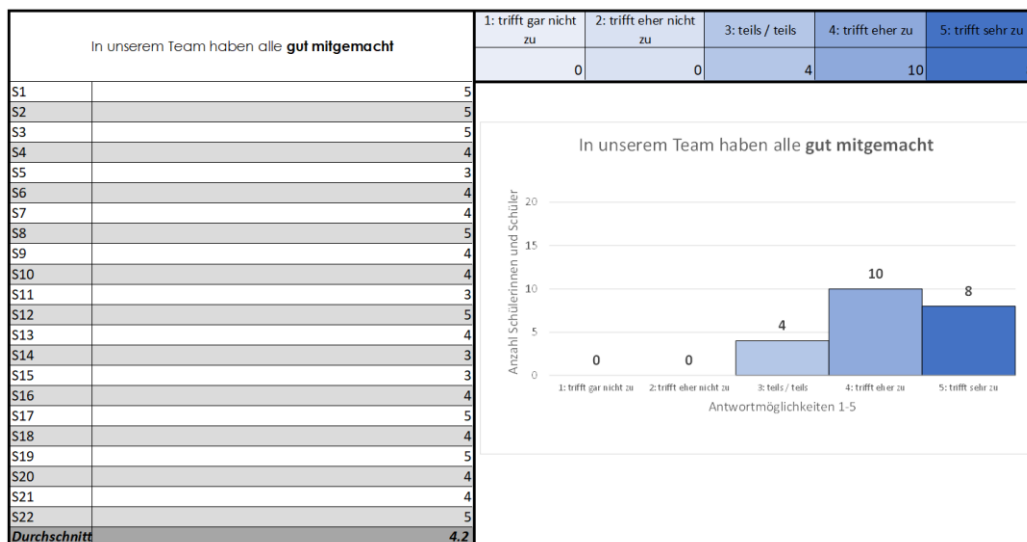 In unserem Team haben alle gut mitgemacht
1: trifft gar nicht zu
2: trifft eher nicht zu
3: teils / teils
4: trifft eher zu
5: trifft sehr zu
0
0
4
10
S1 5
S2 5
S3 5
S4 4
S5 3
S6 4
S7 4
S8 5
S9 4
S10 4
S11 3
S12 5
S13 4
S14 3
S15 3
S16 4
S17 5
S18 4
S19 5
S20 4
S21 4
S22 5
Durchschnitt 4.2
In unserem Team haben alle gut mitgemacht
Anzahl Schülerinnen und Schüler
20
15
10
5
0
0
0
4
10
8
1: trifft gar nicht zu
2: trifft eher nicht zu
3: teils / teils
4: trifft eher zu
5: trifft sehr zu
Antwortmöglichkeiten 1-5